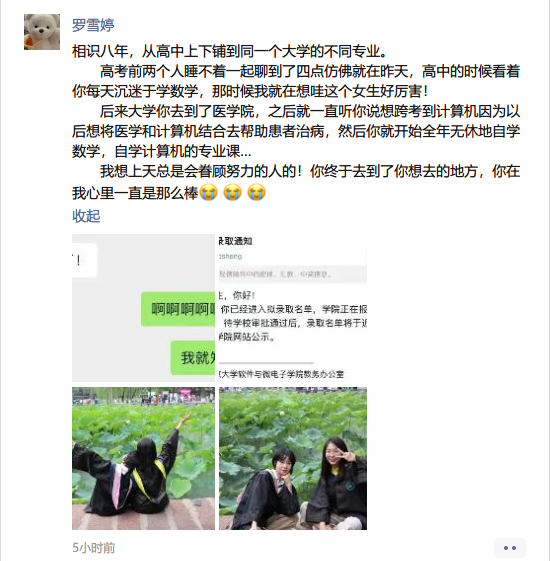 罗雪婷
相识八年，从高中上下铺到同一个大学的不同专业。
高考前两个人睡不着一起聊到了四点仿佛就在昨天，高中的时候看着
你每天沉迷于学数学，那时候我就在想哇这个女生好厉害！
后来大学你去到了医学院，之后就一直听你说想跨考到计算机因为以
后想将医学和计算机结合去帮助患者治病，然后你就开始全年无休地自学
数学，自学计算机的专业课...
我想上天总是会眷顾努力的人的！你终于去到了你想去的地方，你在
我心里一直是那么棒😭 😭 😭
收起
！
啊啊啊啊
我就
录取通知
，你好！
你已经进入拟录取名单，学院正在报
待学校审批通过后，录取名单将于近
学院网站公示。
大学软件与微电子学院教务办公室
5小时前